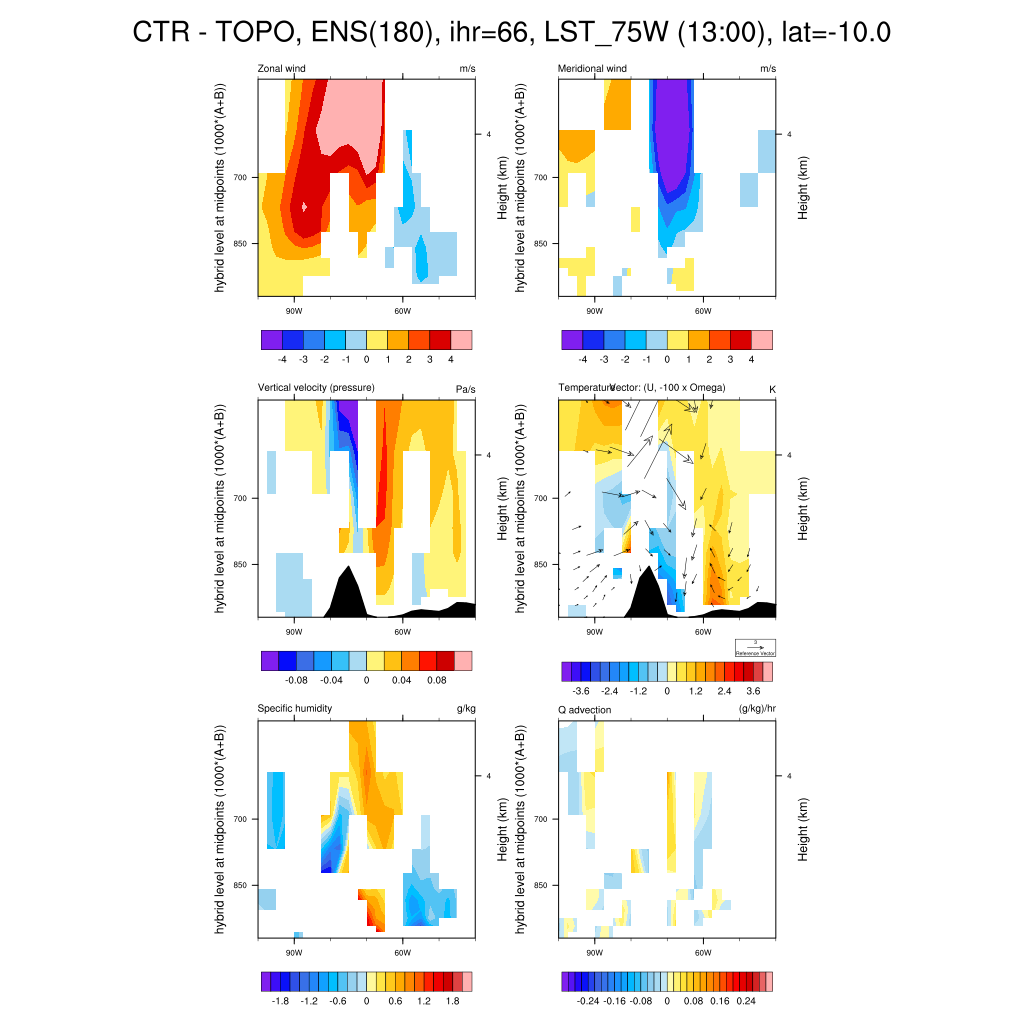 CTR - TOPO, ENS(180), ihr=66, LST_75W (13:00), lat=-10.0
Zonal wind m/s
hybrid level at midpoints (1000*(A+B))
Height (km)
700
850
4
90W 60W
-4 -3 -2 -1 0 1 2 3 4
Meridional wind m/s
hybrid level at midpoints (1000*(A+B))
Height (km)
700
850
4
90W 60W
-4 -3 -2 -1 0 1 2 3 4
Vertical velocity (pressure) Pa/s
hybrid level at midpoints (1000*(A+B))
Height (km)
700
850
4
90W 60W
-0.08 -0.04 0 0.04 0.08
Temperature Vector: (U, -100 x Omega) K
hybrid level at midpoints (1000*(A+B))
Height (km)
700
850
4
90W 60W
3
Reference Vector
-3.6 -2.4 -1.2 0 1.2 2.4 3.6
Specific humidity g/kg
hybrid level at midpoints (1000*(A+B))
Height (km)
700
850
4
90W 60W
-1.8 -1.2 -0.6 0 0.6 1.2 1.8
Q advection (g/kg)/hr
hybrid level at midpoints (1000*(A+B))
Height (km)
700
850
4
90W 60W
-0.24 -0.16 -0.08 0 0.08 0.16 0.24